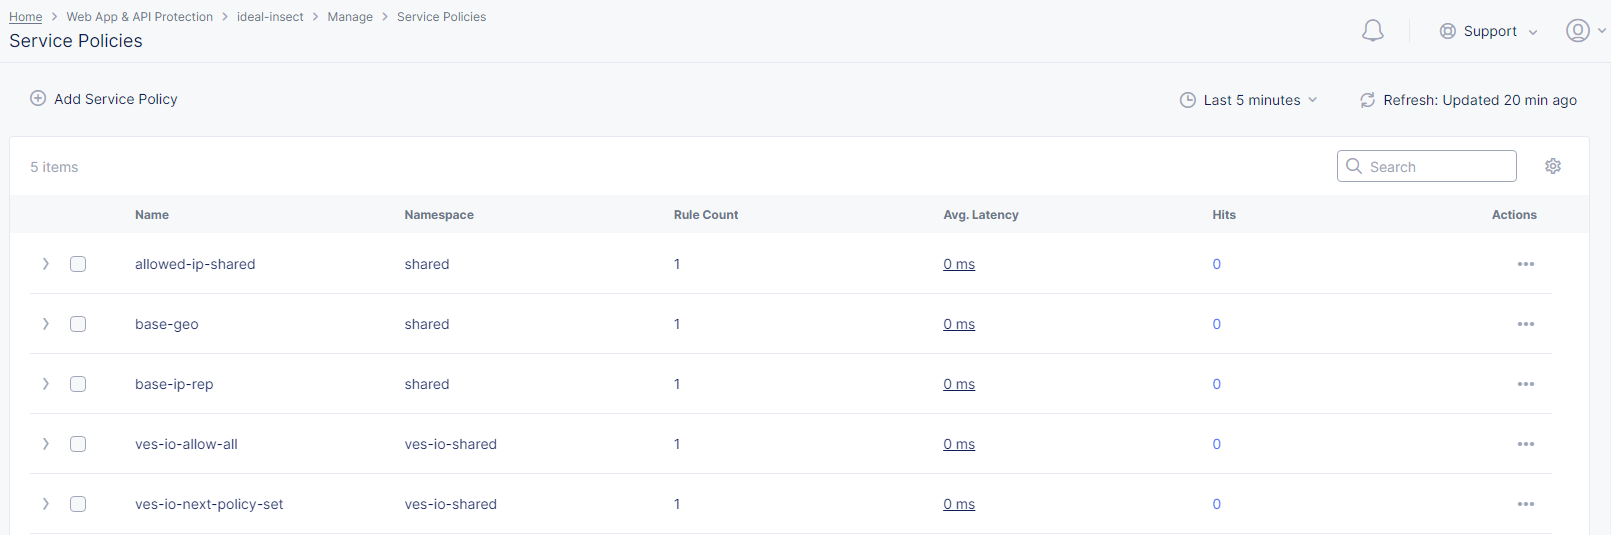 Home > Web App & API Protection > ideal-insect > Manage > Service Policies
Service Policies
Support
Add Service Policy
Last 5 minutes
Refresh: Updated 20 min ago
5 items
Search
Name Namespace Rule Count Avg. Latency Hits Actions
allowed-ip-shared shared 1 0 ms 0
base-geo shared 1 0 ms 0
base-ip-rep shared 1 0 ms 0
ves-io-allow-all ves-io-shared 1 0 ms 0
ves-io-next-policy-set ves-io-shared 1 0 ms 0